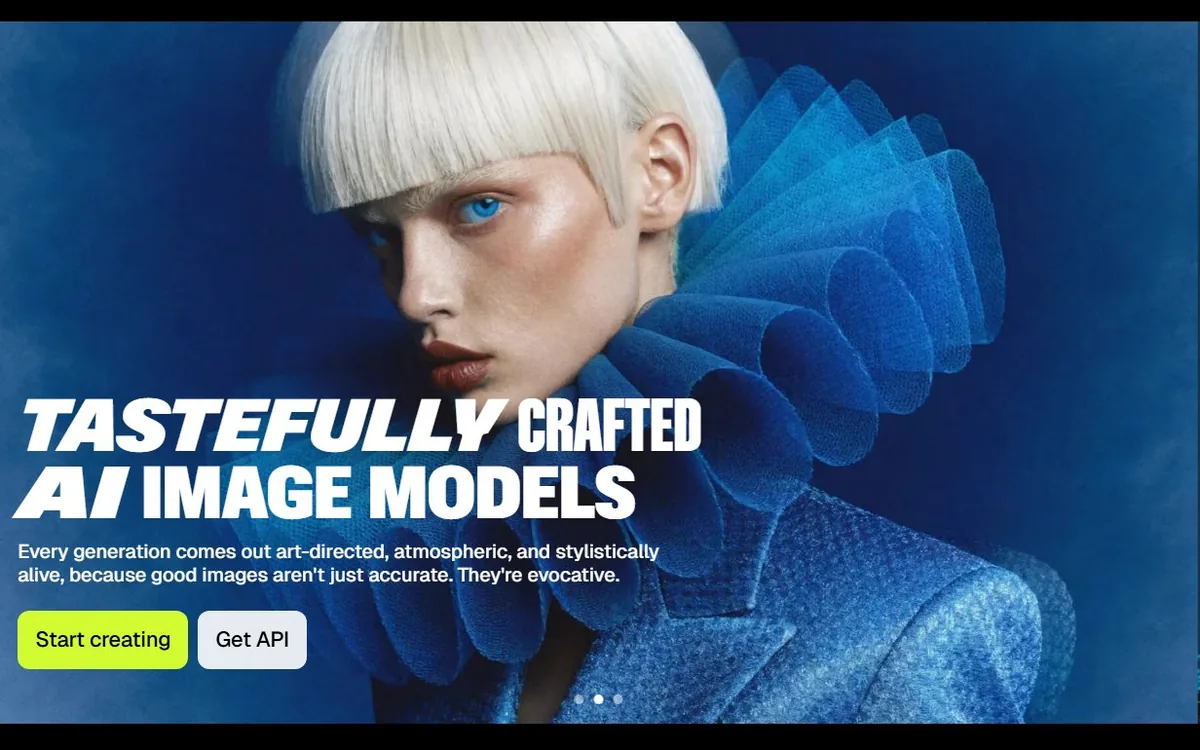 TASTEFULLY CRAFTED
AI IMAGE MODELS
Every generation comes out art-directed, atmospheric, and stylistically
alive, because good images aren't just accurate. They're evocative.
Start creating
Get API